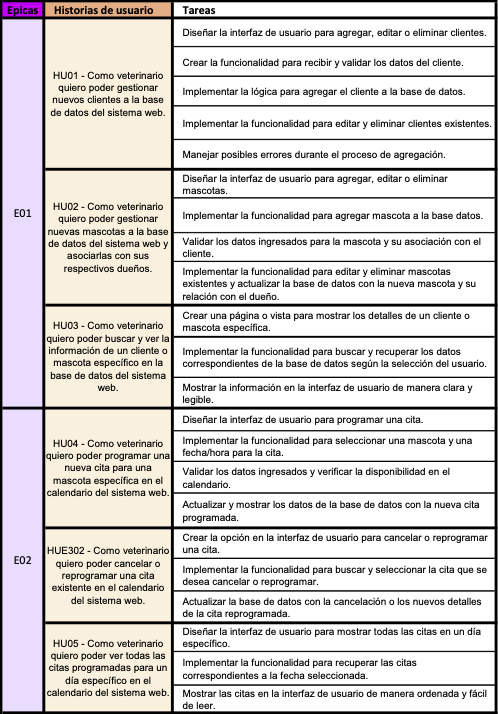 Epicas Historias de usuario Tareas
E01
HU01 - Como veterinario
quiero poder gestionar
nuevos clientes a la base
de datos del sistema web.
Diseñar la interfaz de usuario para agregar, editar o eliminar clientes.
Crear la funcionalidad para recibir y validar los datos del cliente.
Implementar la lógica para agregar el cliente a la base de datos.
Implementar la funcionalidad para editar y eliminar clientes existentes.
Manejar posibles errores durante el proceso de agregación.
HU02 - Como veterinario
quiero poder gestionar
nuevas mascotas a la base
de datos del sistema web y
asociarlas con sus
respectivos dueños.
Diseñar la interfaz de usuario para agregar, editar o eliminar
mascotas.
Implementar la funcionalidad para agregar mascota a la base datos.
Validar los datos ingresados para la mascota y su asociación con el
cliente.
Implementar la funcionalidad para editar y eliminar mascotas
existentes y actualizar la base de datos con la nueva mascota y su
relación con el dueño.
HU03 - Como veterinario
quiero poder buscar y ver la
información de un cliente o
mascota específico en la
base de datos del sistema
web.
Crear una página o vista para mostrar los detalles de un cliente o
mascota específica.
Implementar la funcionalidad para buscar y recuperar los datos
correspondientes de la base de datos según la selección del usuario.
Mostrar la información en la interfaz de usuario de manera clara y
legible.
E02
HU04 - Como veterinario
quiero poder programar una
nueva cita para una
mascota específica en el
calendario del sistema web.
Diseñar la interfaz de usuario para programar una cita.
Implementar la funcionalidad para seleccionar una mascota y una
fecha/hora para la cita.
Validar los datos ingresados y verificar la disponibilidad en el
calendario.
Actualizar y mostrar los datos de la base de datos con la nueva cita
programada.
HUE302 - Como veterinario
quiero poder cancelar o
reprogramar una cita
existente en el calendario
del sistema web.
Crear la opción en la interfaz de usuario para cancelar o reprogramar
una cita.
Implementar la funcionalidad para buscar y seleccionar la cita que se
desea cancelar o reprogramar.
Actualizar la base de datos con la cancelación o los nuevos detalles
de la cita reprogramada.
HU05 - Como veterinario
quiero poder ver todas las
citas programadas para un
día específico en el
calendario del sistema web.
Diseñar la interfaz de usuario para mostrar todas las citas en un día
específico.
Implementar la funcionalidad para recuperar las citas
correspondientes a la fecha seleccionada.
Mostrar las citas en la interfaz de usuario de manera ordenada y fácil
de leer.